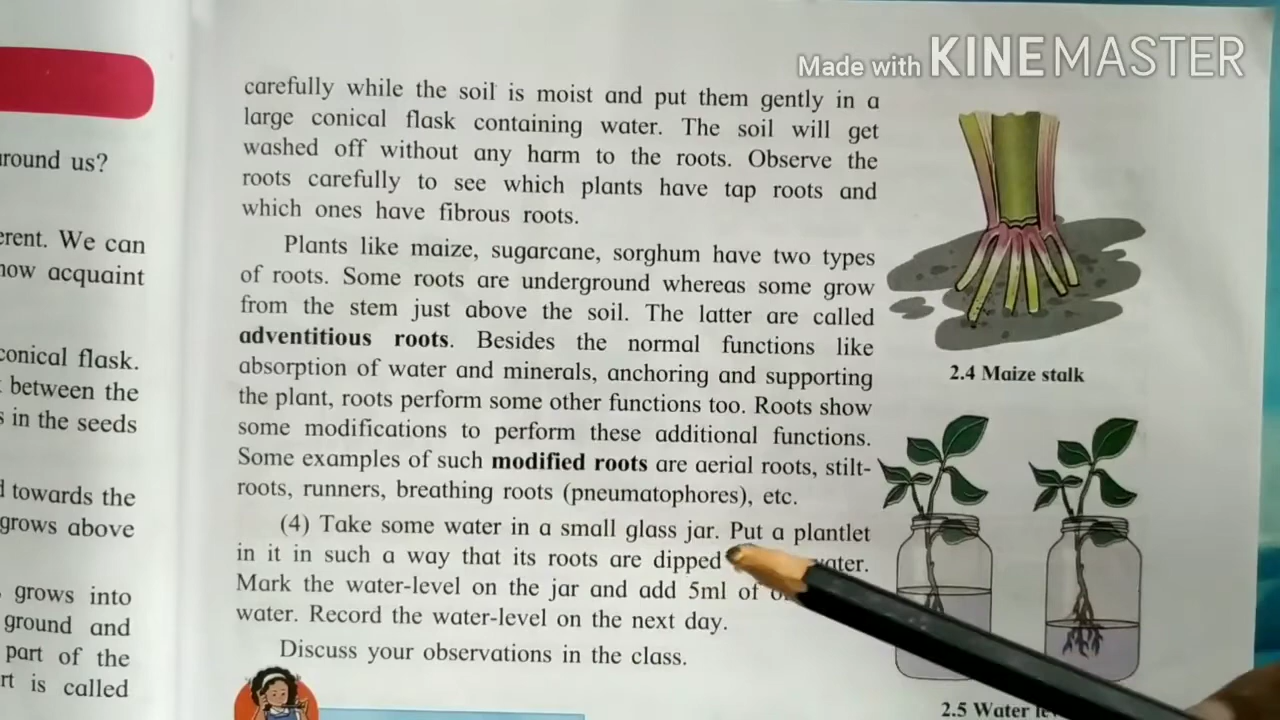 Made with KINEMASTER
around us?
erent. We can
now acquaint
conical flask.
between the
s in the seeds
d towards the
grows above
grows into
ground and
part of the
rt is called
carefully while the soil is moist and put them gently in a
large conical flask containing water. The soil will get
washed off without any harm to the roots. Observe the
roots carefully to see which plants have tap roots and
which ones have fibrous roots.
Plants like maize, sugarcane, sorghum have two types
of roots. Some roots are underground whereas some grow
from the stem just above the soil. The latter are called
adventitious roots. Besides the normal functions like
absorption of water and minerals, anchoring and supporting
the plant, roots perform some other functions too. Roots show
some modifications to perform these additional functions.
Some examples of such modified roots are aerial roots, stilt-
roots, runners, breathing roots (pneumatophores), etc.
(4) Take some water in a small glass jar. Put a plantlet
in it in such a way that its roots are dipped water.
Mark the water-level on the jar and add 5ml of
water. Record the water-level on the next day.
Discuss your observations in the class.
2.4 Maize stalk
2.5 Water